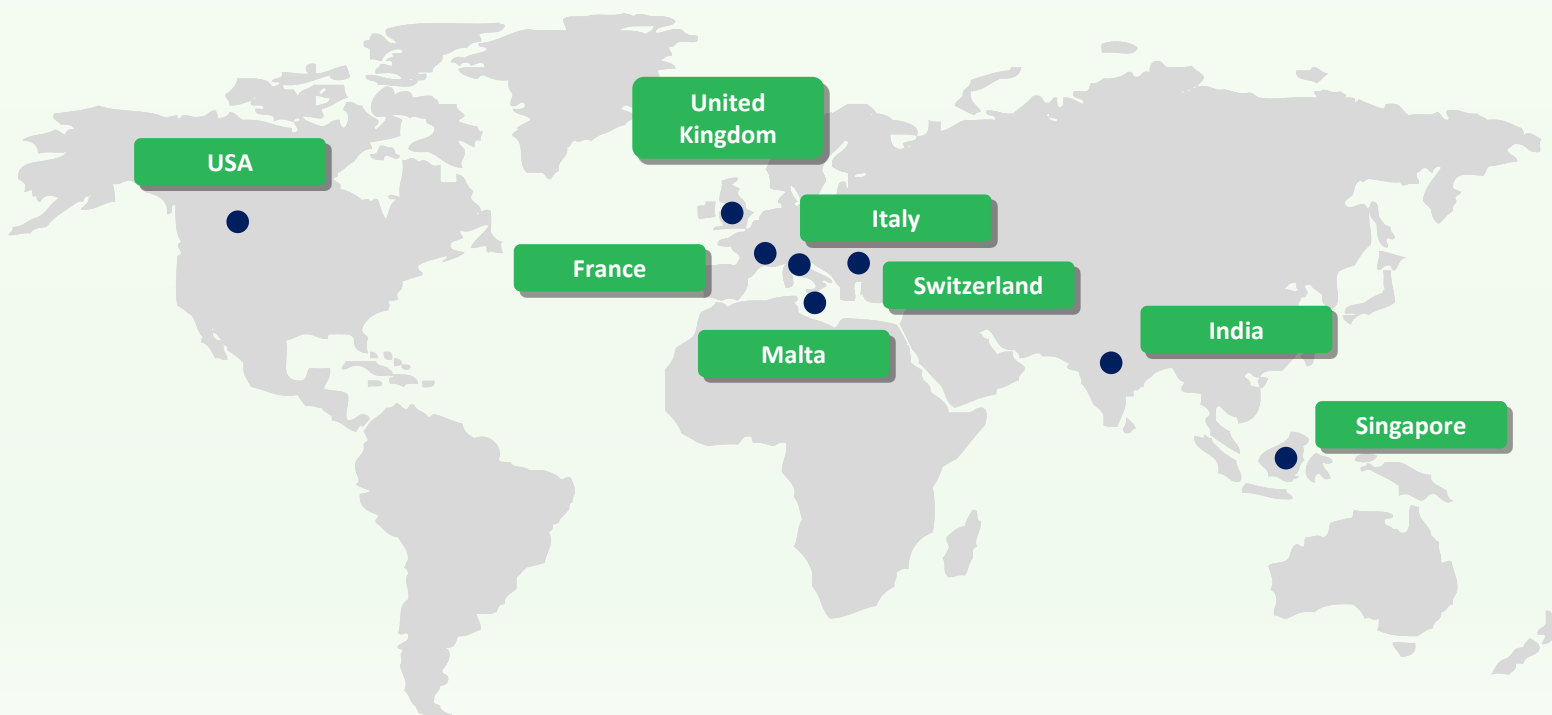 United
Kingdom
USA
Italy
France
Switzerland
India
Malta
Singapore